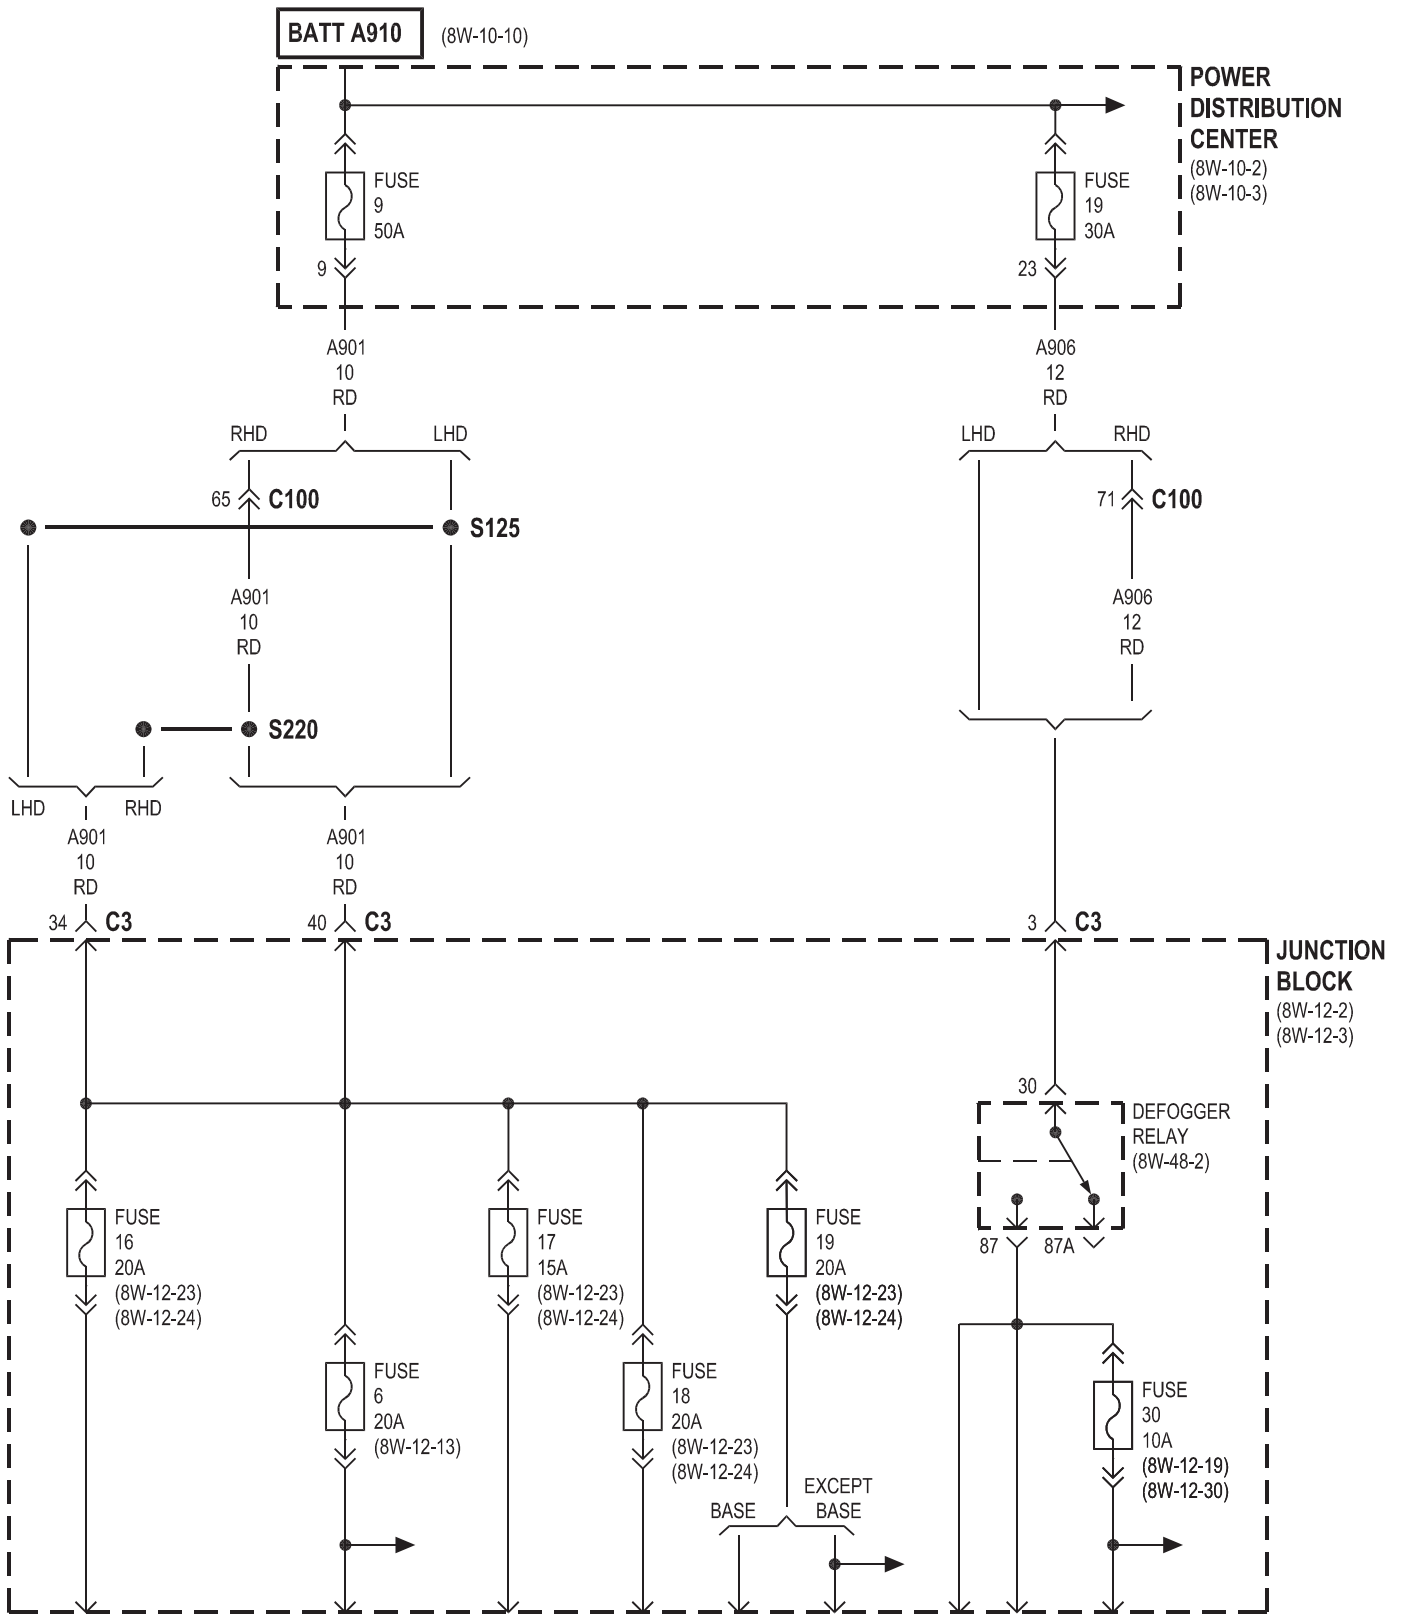 BATT A910 (8W-10-10)
POWER
DISTRIBUTION
CENTER
(8W-10-2)
(8W-10-3)
FUSE
9
50A
9
FUSE
19
30A
23
A901
10
RD
A906
12
RD
RHD LHD
LHD RHD
65 C100
71 C100
S125
A901
10
RD
A906
12
RD
S220
LHD RHD
A901
10
RD
A901
10
RD
34 C3
40 C3
3 C3
JUNCTION
BLOCK
(8W-12-2)
(8W-12-3)
30
DEFOGGER
RELAY
(8W-48-2)
87 87A
FUSE
16
20A
(8W-12-23)
(8W-12-24)
FUSE
17
15A
(8W-12-23)
(8W-12-24)
FUSE
19
20A
(8W-12-23)
(8W-12-24)
FUSE
6
20A
(8W-12-13)
FUSE
18
20A
(8W-12-23)
(8W-12-24)
FUSE
30
10A
(8W-12-19)
(8W-12-30)
BASE
EXCEPT
BASE